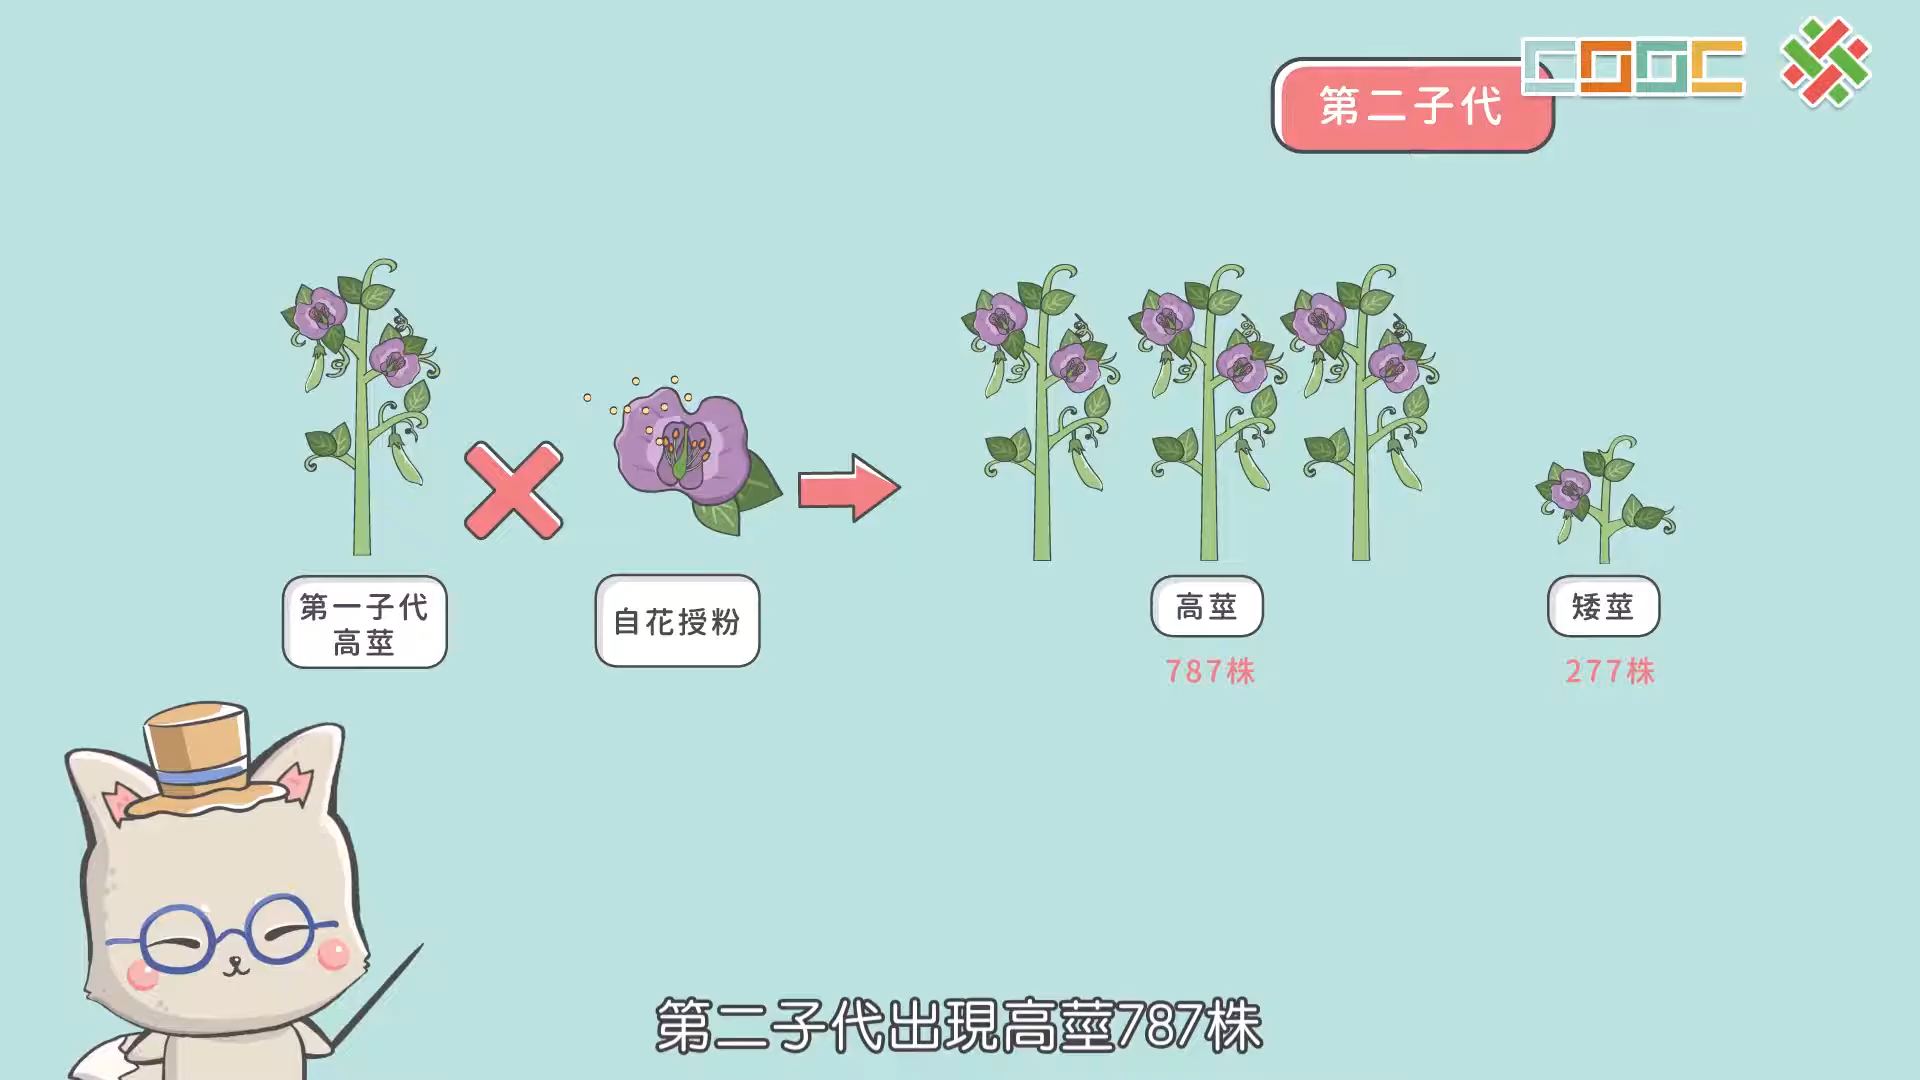 第二子代
COOC
第一子代
高莖
自花授粉
高莖
787株
矮莖
277株
第二子代出現高莖787株